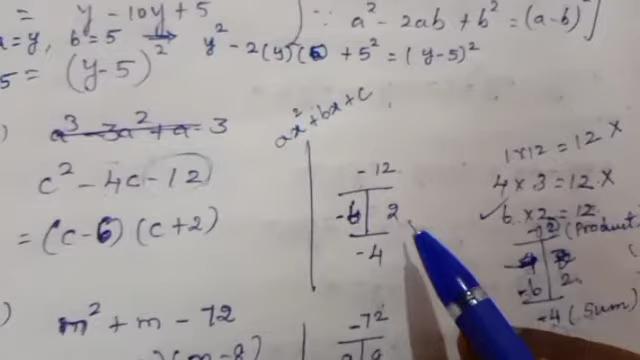 = y - 10y + 5
∵ a² - 2ab + b² = (a-b)²]
a=y, b=5 ⇒ y² - 2(y)(5) + 5² = (y-5)²
5 = (y-5)²
a³ - 3a² + a - 3
ax² + bx + c
c² - 4c - 12
= (c-6)(c+2)
-12
-6 2
-4
1×12 = 12 ×
4 × 3 = 12 ×
✓ 6 × 2 = 12
-12 (Product)
-6 2
-4 (Sum)
m² + m - 72
)(m-8)
-72